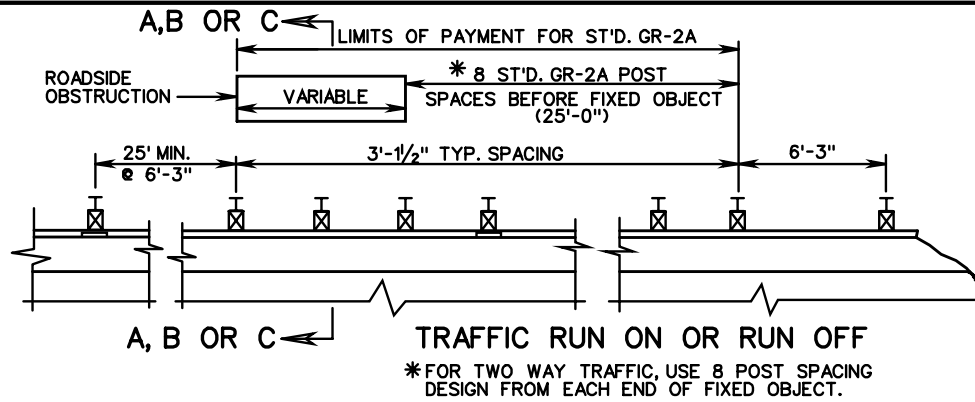 A,B OR C
LIMITS OF PAYMENT FOR ST'D. GR-2A
ROADSIDE
OBSTRUCTION
VARIABLE
* 8 ST'D. GR-2A POST
SPACES BEFORE FIXED OBJECT
(25'-0")
25' MIN.
@ 6'-3"
3'-1 1/2" TYP. SPACING
6'-3"
A, B OR C
TRAFFIC RUN ON OR RUN OFF
* FOR TWO WAY TRAFFIC, USE 8 POST SPACING
DESIGN FROM EACH END OF FIXED OBJECT.